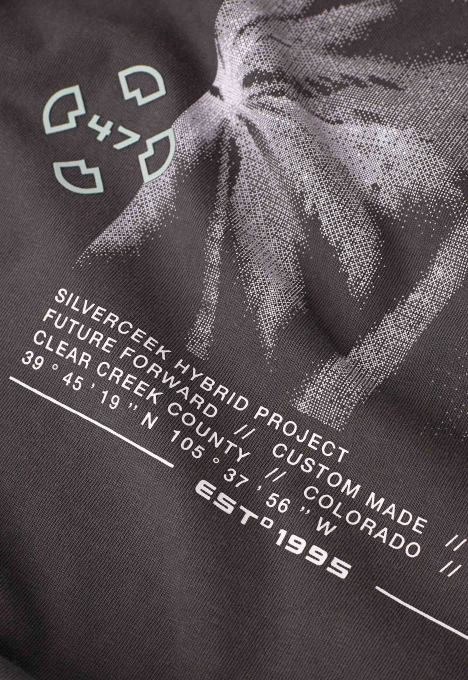 47
SILVERCEEK HYBRID PROJECT
FUTURE FORWARD // CUSTOM MADE //
CLEAR CREEK COUNTY // COLORADO //
39 ° 45 ' 19 " N 105 ° 37 ' 56 " W
ESTD 1995